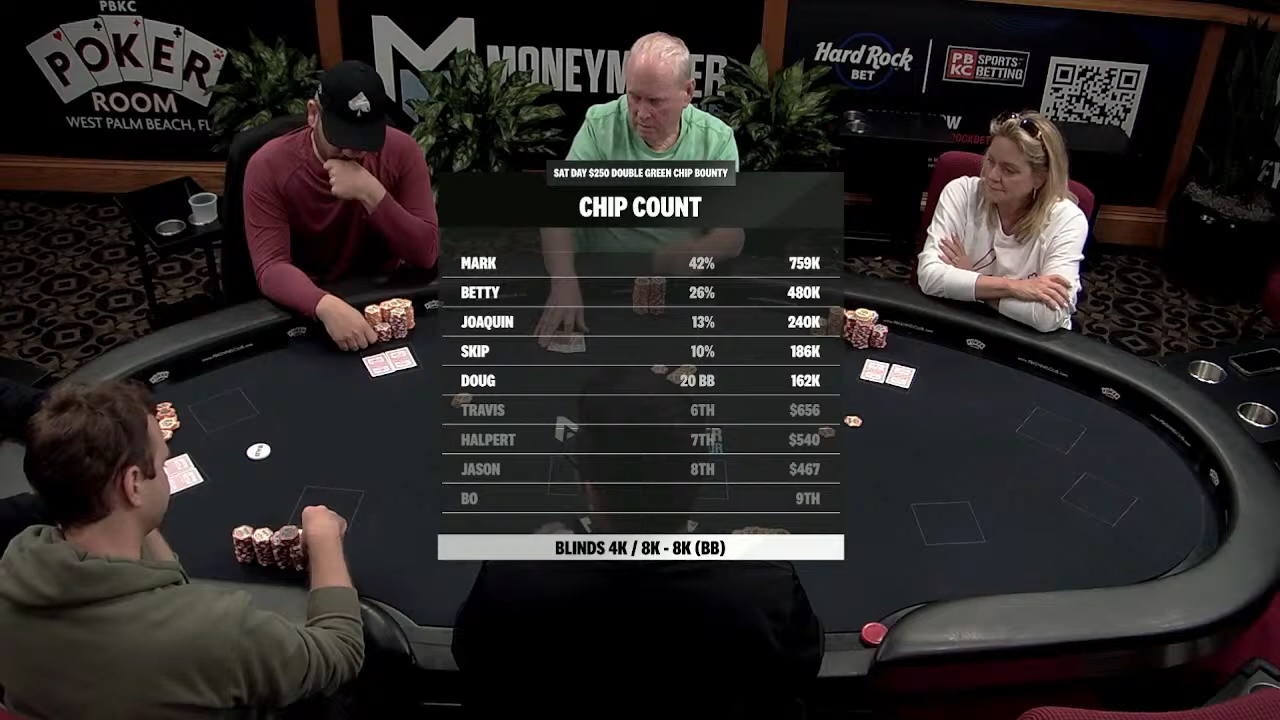 PBKC
POKER
ROOM
WEST PALM BEACH, FL
Hard Rock
BET
PB
KC
SPORTS
BETTING
SAT DAY $250 DOUBLE GREEN CHIP BOUNTY
CHIP COUNT
MARK 42% 759K
BETTY 26% 480K
JOAQUIN 13% 240K
SKIP 10% 186K
DOUG 20 BB 162K
TRAVIS 6TH $656
HALPERT 7TH $540
JASON 8TH $467
BO 9TH
BLINDS 4K / 8K - 8K (BB)